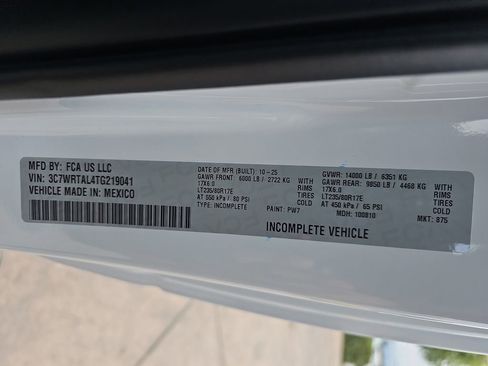 MFD BY: FCA US LLC
VIN: 3C7WRTAL4TG219041
VEHICLE MADE IN: MEXICO
DATE OF MFR (BUILT): 10-25
GAWR FRONT: 6000 LB / 2722 KG
17X6.0 WITH
LT235/80R17E TIRES
RIMS
AT 550 kPa / 80 PSI COLD
TYPE: INCOMPLETE
PAINT: PW7
GVWR: 14000 LB / 6351 KG
GAWR REAR: 9850 LB / 4468 KG
17X6.0 WITH
LT235/80R17E TIRES
RIMS
AT 450 kPa / 65 PSI COLD
MDH: 100810
MKT: 875
INCOMPLETE VEHICLE